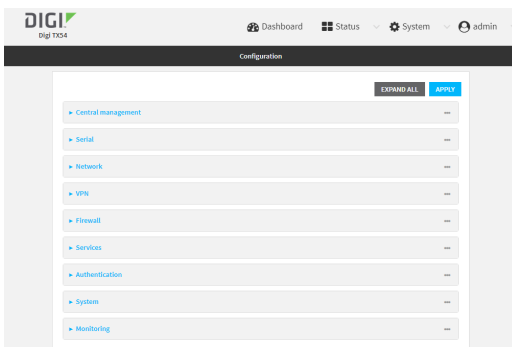 DIGI
Digi TX54
Dashboard Status System admin
Configuration
EXPAND ALL APPLY
Central management
Serial
Network
VPN
Firewall
Services
Authentication
System
Monitoring